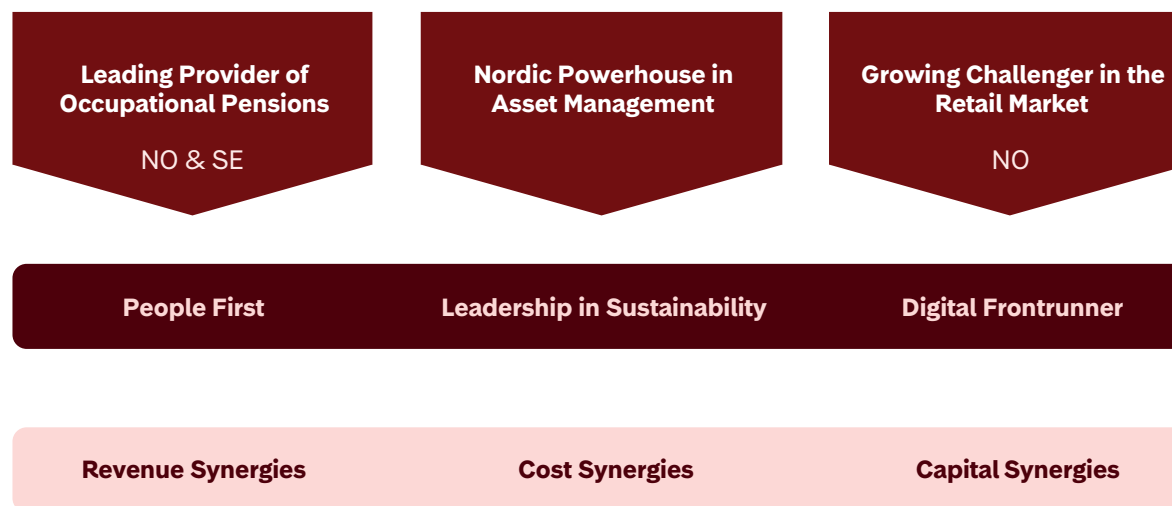 Leading Provider of
Occupational Pensions
NO & SE
Nordic Powerhouse in
Asset Management
Growing Challenger in the
Retail Market
NO
People First
Leadership in Sustainability
Digital Frontrunner
Revenue Synergies
Cost Synergies
Capital Synergies